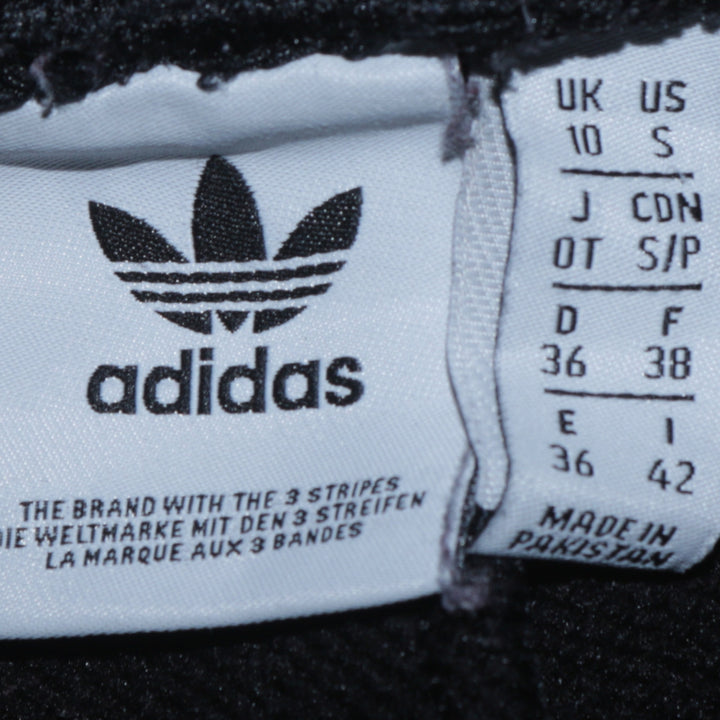 adidas
THE BRAND WITH THE 3 STRIPES
DIE WELTMARKE MIT DEN 3 STREIFEN
LA MARQUE AUX 3 BANDES
UK US
10 S
J CDN
OT S/P
D F
36 38
E I
36 42
MADE IN
PAKISTAN